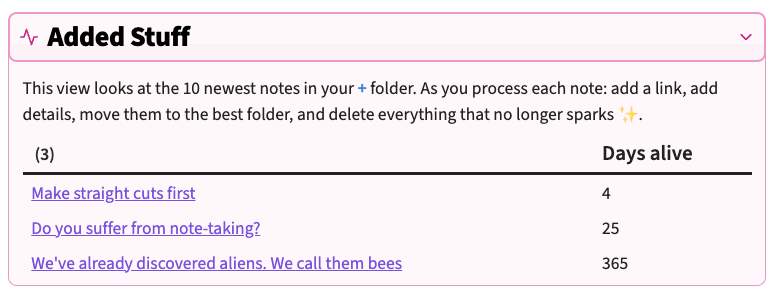 Added Stuff
This view looks at the 10 newest notes in your + folder. As you process each note: add a link, add
details, move them to the best folder, and delete everything that no longer sparks ✨.
(3) Days alive
Make straight cuts first 4
Do you suffer from note-taking? 25
We've already discovered aliens. We call them bees 365